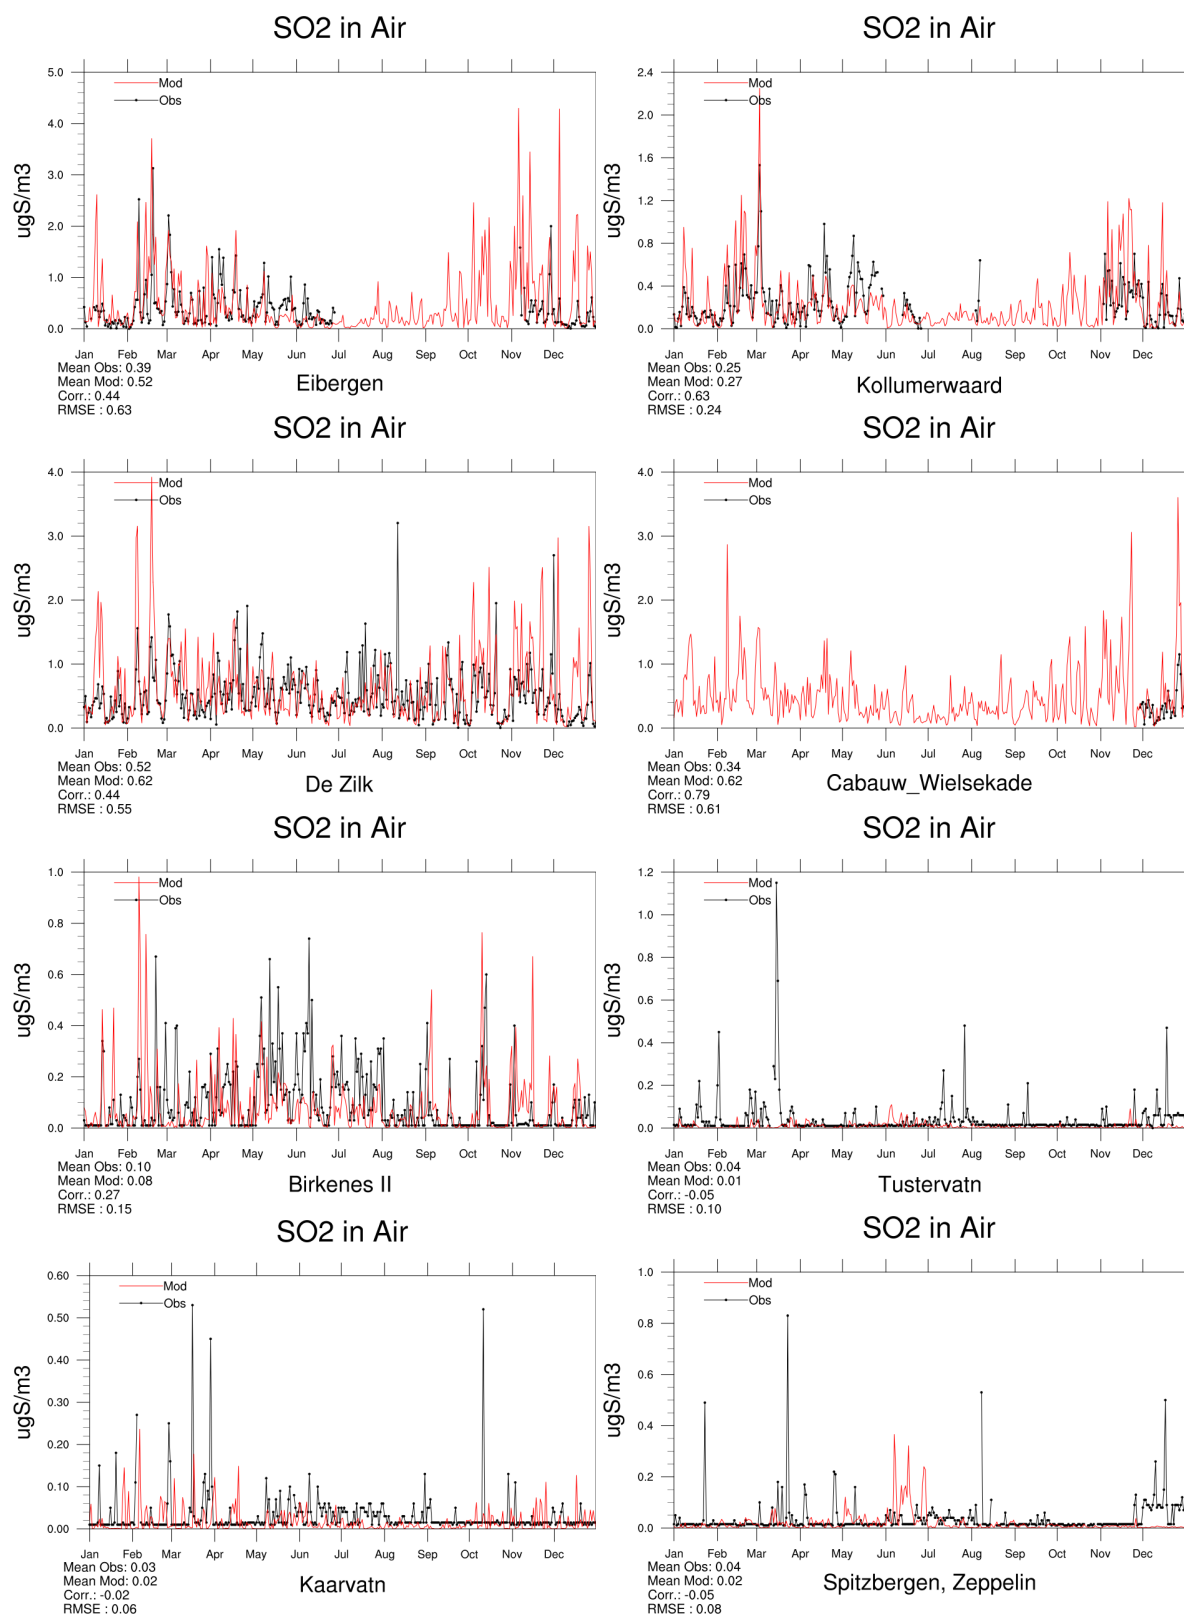 SO2 in Air
5.0
4.0
3.0
2.0
1.0
0.0
ugS/m3
Mod
Obs
Jan Feb Mar Apr May Jun Jul Aug Sep Oct Nov Dec
Mean Obs: 0.39
Mean Mod: 0.52
Corr.: 0.44
RMSE : 0.63
Eibergen
SO2 in Air
2.4
2.0
1.6
1.2
0.8
0.4
0.0
ugS/m3
Mod
Obs
Jan Feb Mar Apr May Jun Jul Aug Sep Oct Nov Dec
Mean Obs: 0.25
Mean Mod: 0.27
Corr.: 0.63
RMSE : 0.24
Kollumerwaard
SO2 in Air
4.0
3.0
2.0
1.0
0.0
ugS/m3
Mod
Obs
Jan Feb Mar Apr May Jun Jul Aug Sep Oct Nov Dec
Mean Obs: 0.52
Mean Mod: 0.62
Corr.: 0.44
RMSE : 0.55
De Zilk
SO2 in Air
4.0
3.0
2.0
1.0
0.0
ugS/m3
Mod
Obs
Jan Feb Mar Apr May Jun Jul Aug Sep Oct Nov Dec
Mean Obs: 0.34
Mean Mod: 0.62
Corr.: 0.79
RMSE : 0.61
Cabauw_Wielsekade
SO2 in Air
1.0
0.8
0.6
0.4
0.2
0.0
ugS/m3
Mod
Obs
Jan Feb Mar Apr May Jun Jul Aug Sep Oct Nov Dec
Mean Obs: 0.10
Mean Mod: 0.08
Corr.: 0.27
RMSE : 0.15
Birkenes II
SO2 in Air
1.2
1.0
0.8
0.6
0.4
0.2
0.0
ugS/m3
Mod
Obs
Jan Feb Mar Apr May Jun Jul Aug Sep Oct Nov Dec
Mean Obs: 0.04
Mean Mod: 0.01
Corr.: -0.05
RMSE : 0.10
Tustervatn
SO2 in Air
0.60
0.50
0.40
0.30
0.20
0.10
0.00
ugS/m3
Mod
Obs
Jan Feb Mar Apr May Jun Jul Aug Sep Oct Nov Dec
Mean Obs: 0.03
Mean Mod: 0.02
Corr.: -0.02
RMSE : 0.06
Kaarvatn
SO2 in Air
1.0
0.8
0.6
0.4
0.2
0.0
ugS/m3
Mod
Obs
Jan Feb Mar Apr May Jun Jul Aug Sep Oct Nov Dec
Mean Obs: 0.04
Mean Mod: 0.02
Corr.: -0.05
RMSE : 0.08
Spitzbergen, Zeppelin